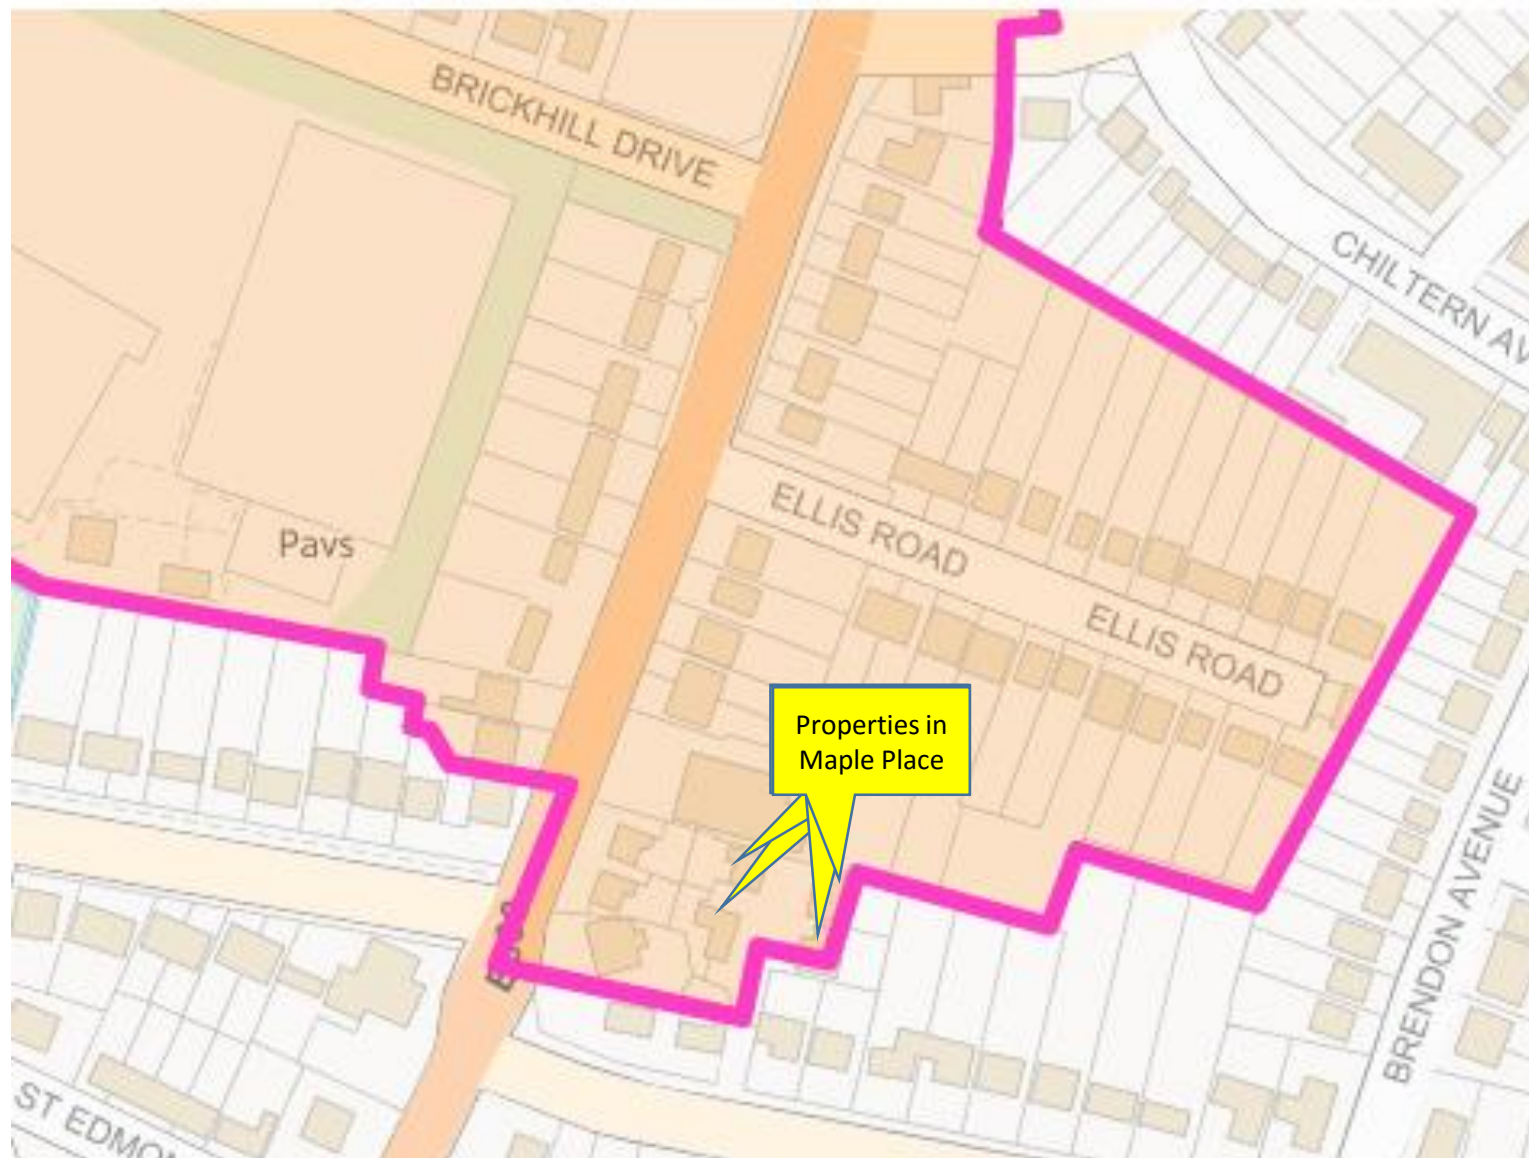 BRICKHILL DRIVE
CHILTERN AV
ELLIS ROAD
Pavs
ELLIS ROAD
Properties in
Maple Place
BRENDON AVENUE
ST EDMO